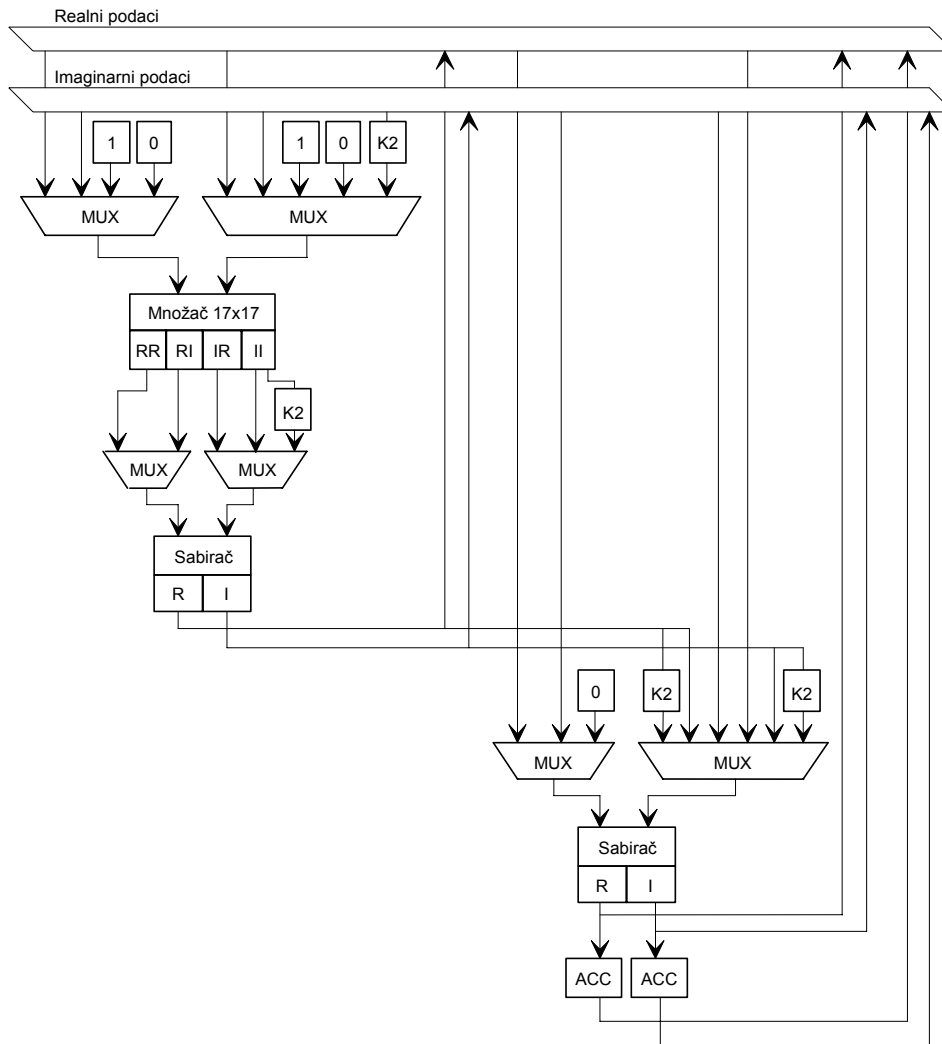 Realni podaci
Imaginarni podaci
1 0 1 0 K2
MUX MUX
Množač 17x17
RR RI IR II
K2
MUX MUX
Sabirač
R I
0 K2 K2
MUX MUX
Sabirač
R I
ACC ACC